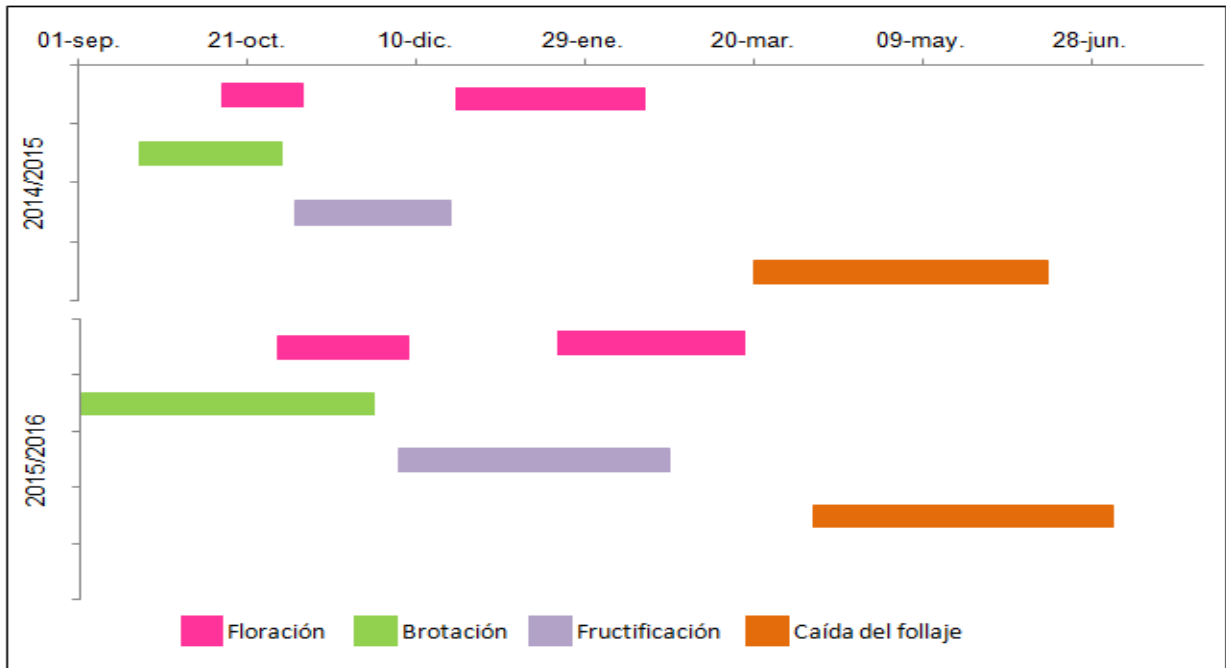 01-sep. 21-oct. 10-dic. 29-ene. 20-mar. 09-may. 28-jun.
2014/2015
2015/2016
Floración Brotación Fructificación Caída del follaje